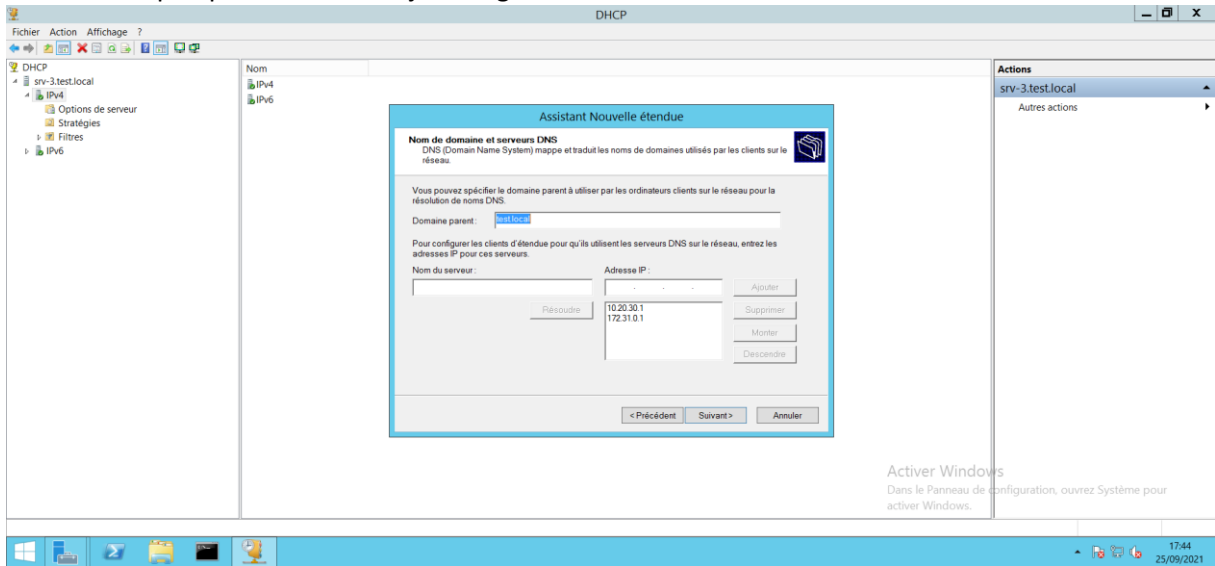 DHCP
Fichier Action Affichage ?
DHCP
srv-3.test.local
IPv4
Options de serveur
Stratégies
Filtres
IPv6
Nom
IPv4
IPv6
Actions
srv-3.test.local
Autres actions
Assistant Nouvelle étendue
Nom de domaine et serveurs DNS
DNS (Domain Name System) mappe et traduit les noms de domaines utilisés par les clients sur le
réseau.
Vous pouvez spécifier le domaine parent à utiliser par les ordinateurs clients sur le réseau pour la
résolution de noms DNS.
Domaine parent : test.local
Pour configurer les clients d'étendue pour qu'ils utilisent les serveurs DNS sur le réseau, entrez les
adresses IP pour ces serveurs.
Nom du serveur : Adresse IP :
Ajouter
Résoudre 10.20.30.1 Supprimer
172.31.0.1
Monter
Descendre
< Précédent Suivant > Annuler
Activer Windows
Dans le Panneau de configuration, ouvrez Système pour
activer Windows.
17:44
25/09/2021